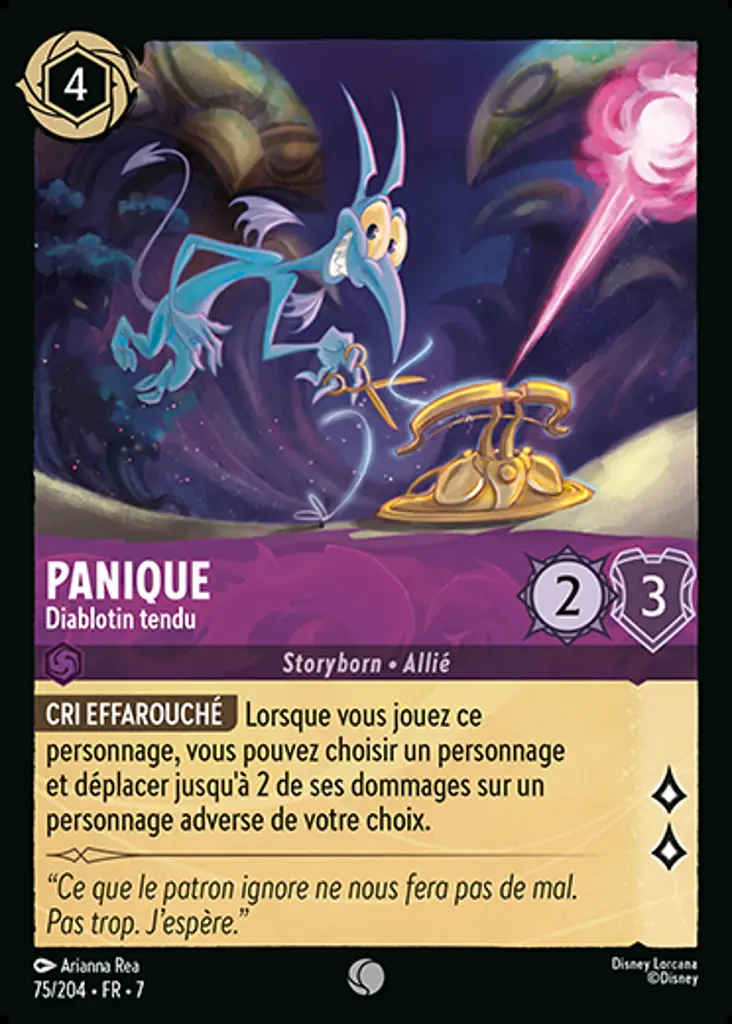 4
PANIQUE
Diablotin tendu
2
3
Storyborn • Allié
CRI EFFAROUCHÉ Lorsque vous jouez ce
personnage, vous pouvez choisir un personnage
et déplacer jusqu'à 2 de ses dommages sur un
personnage adverse de votre choix.
“Ce que le patron ignore ne nous fera pas de mal.
Pas trop. J’espère.”
Arianna Rea
75/204 • FR • 7
Disney Lorcana
©Disney